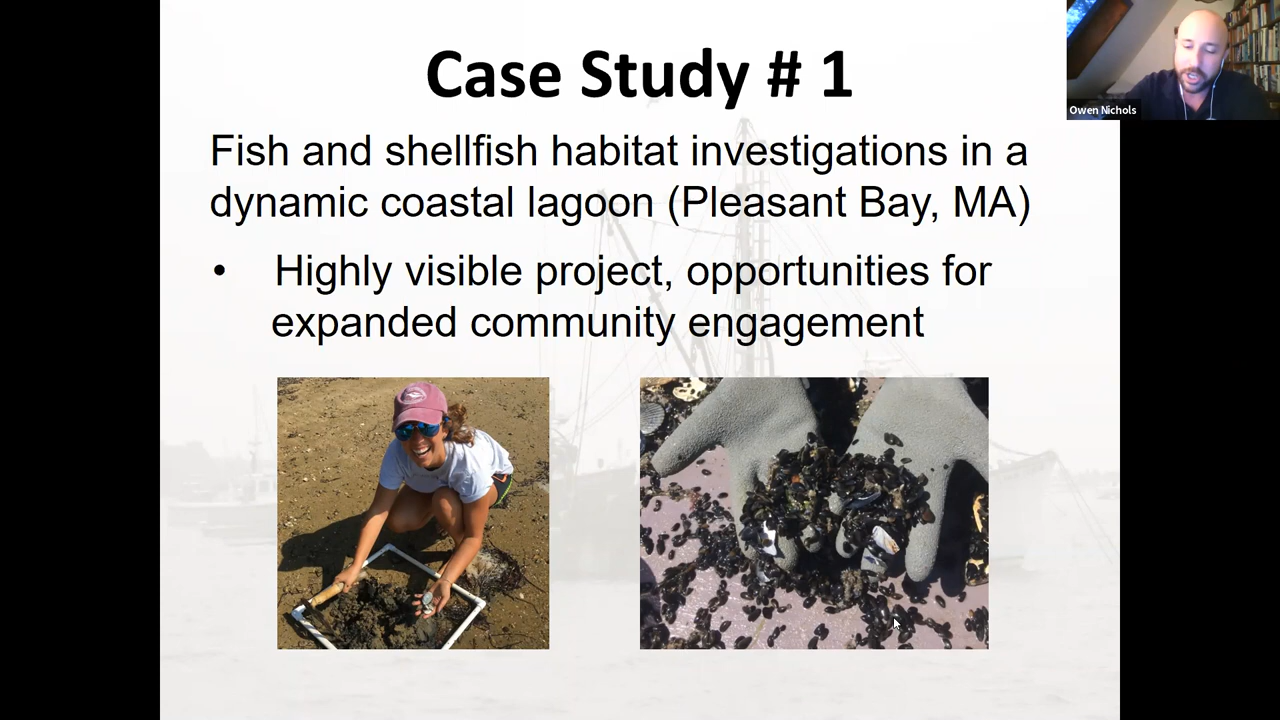 Case Study # 1
Owen Nichols
Fish and shellfish habitat investigations in a
dynamic coastal lagoon (Pleasant Bay, MA)
• Highly visible project, opportunities for
expanded community engagement